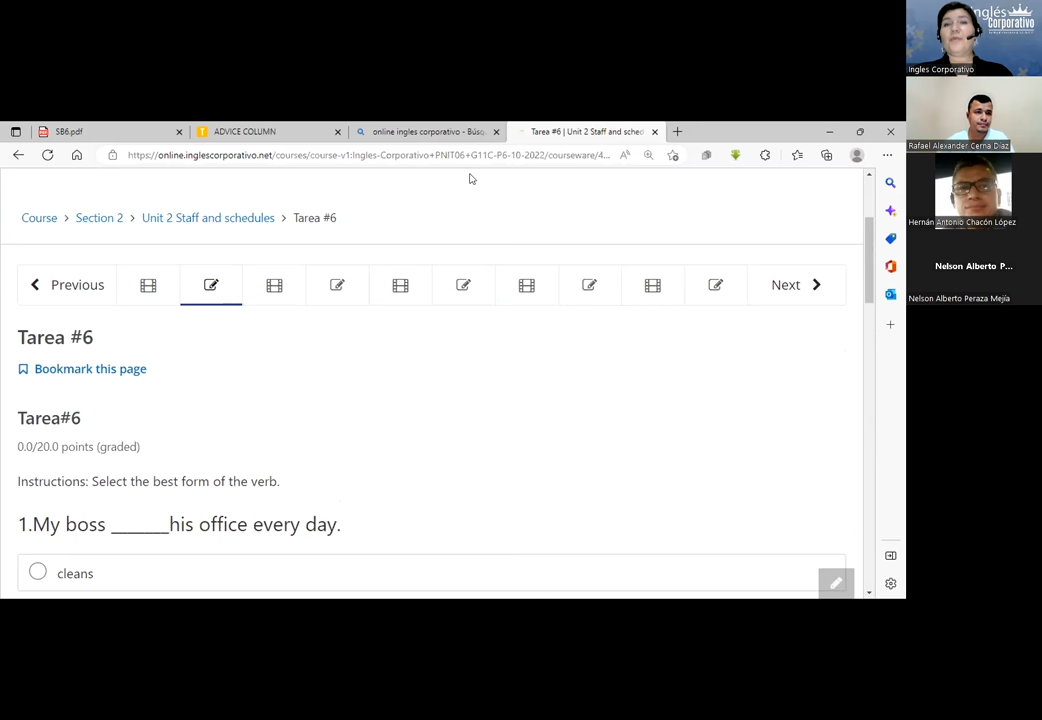 inglés
Corporativo
Ingles Corporativo
SB6.pdf
ADVICE COLUMN
online ingles corporativo - Búsq
Tarea #6 | Unit 2 Staff and sched
https://online.inglescorporativo.net/courses/course-v1:Ingles-Corporativo+PNIT06+G11C-P6-10-2022/courseware/4...
Rafael Alexander Cerna Diaz
Course > Section 2 > Unit 2 Staff and schedules > Tarea #6
Hernán Antonio Chacón López
Previous
Next
Nelson Alberto P...
Nelson Alberto Peraza Mejía
Tarea #6
Bookmark this page
Tarea#6
0.0/20.0 points (graded)
Instructions: Select the best form of the verb.
1.My boss _______his office every day.
cleans